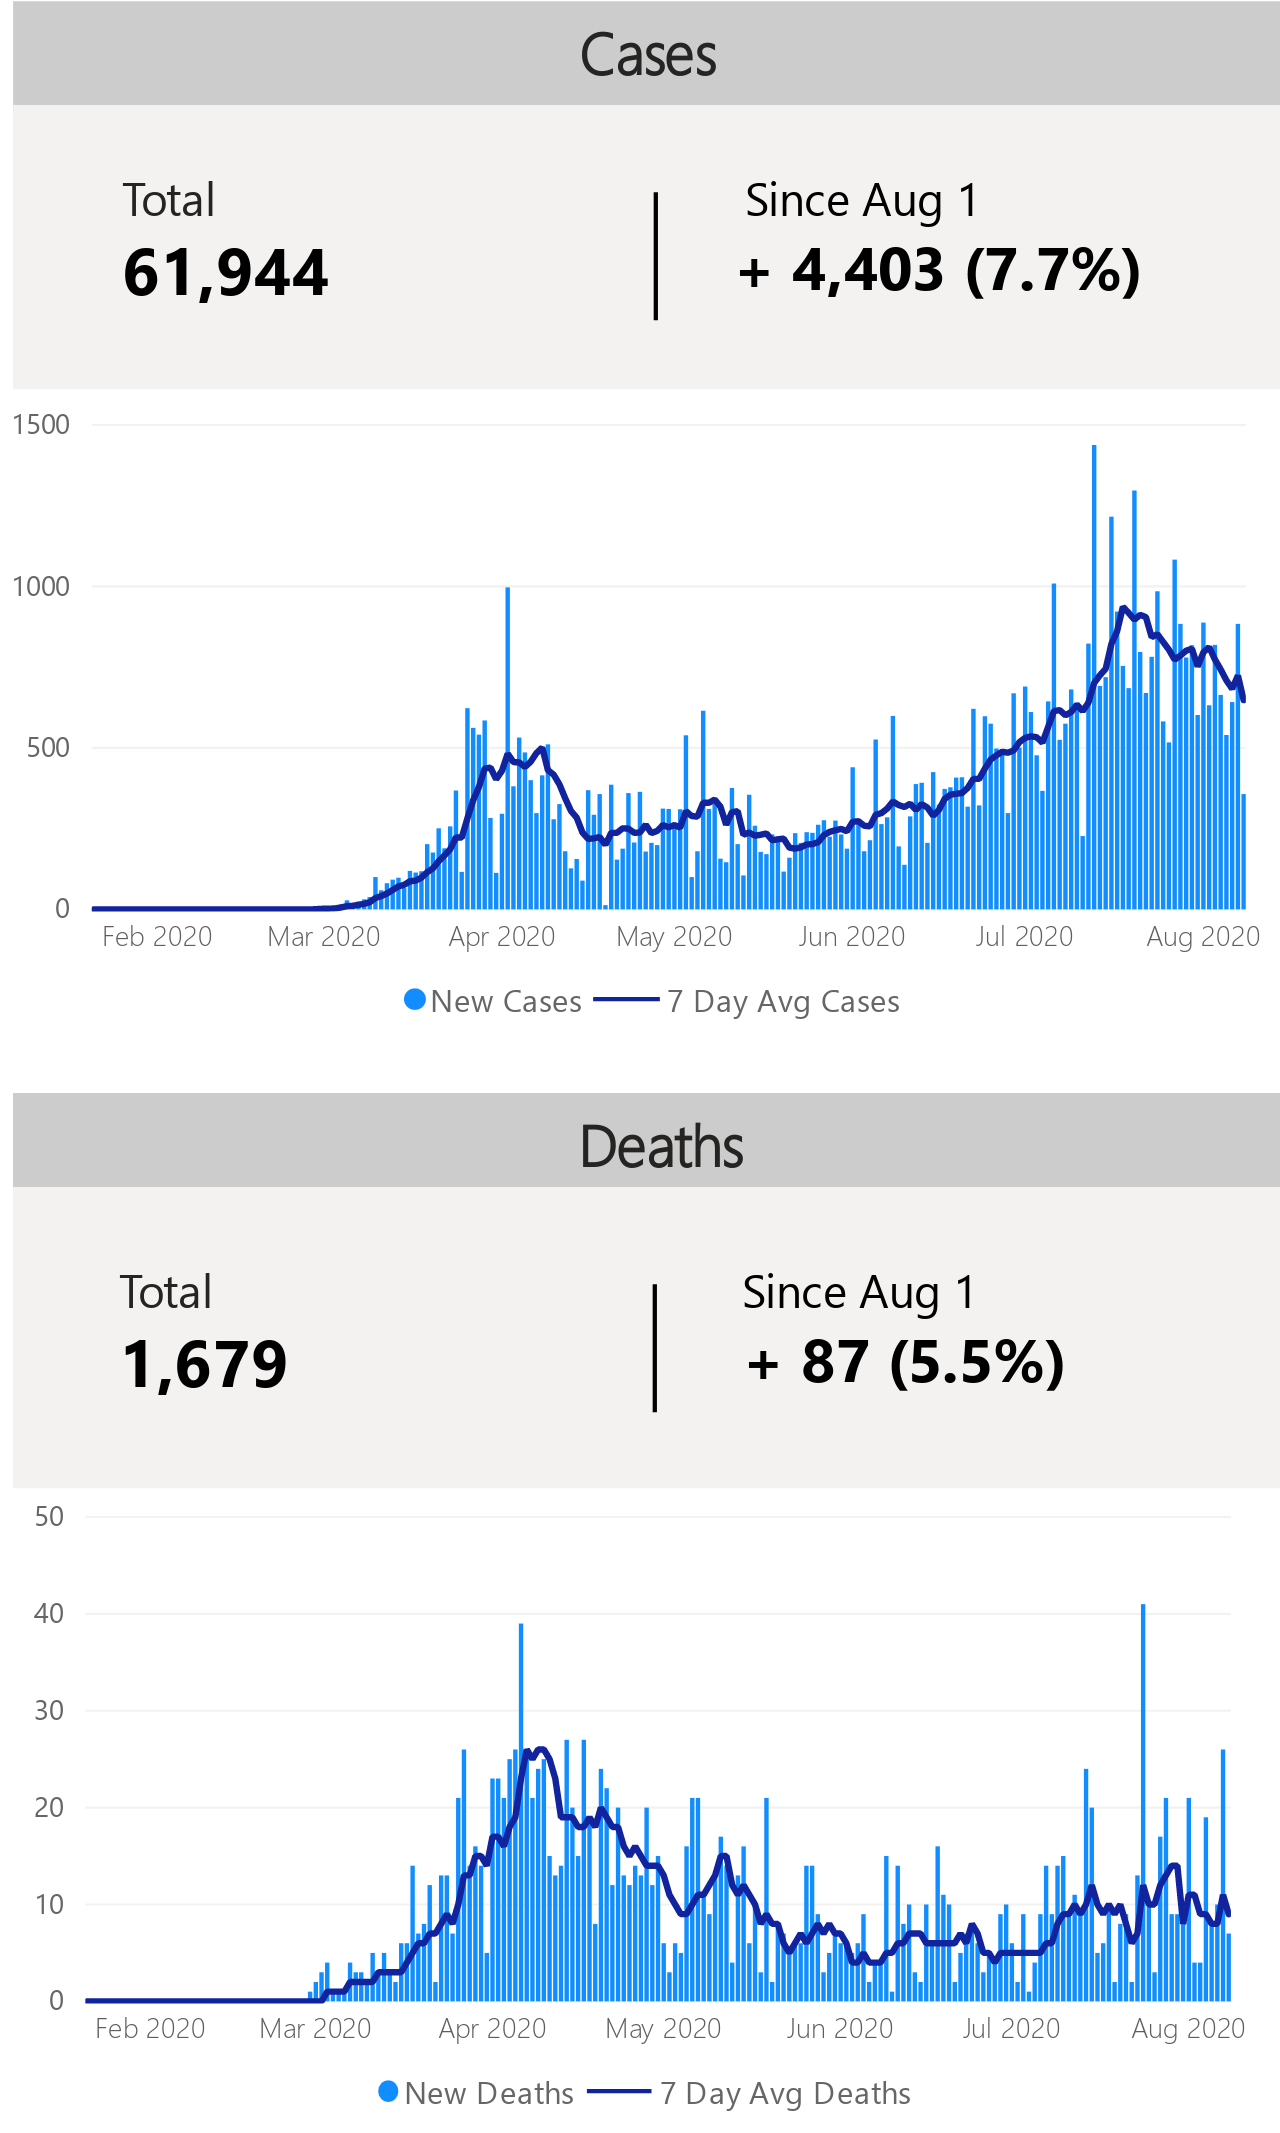 Cases
Total
Since Aug 1
61,944
+ 4,403 (7.7%)
1500
1000
500
0
Feb 2020 Mar 2020 Apr 2020 May 2020 Jun 2020 Jul 2020 Aug 2020
New Cases 7 Day Avg Cases
Deaths
Total
Since Aug 1
1,679
+ 87 (5.5%)
50
40
30
20
10
0
Feb 2020 Mar 2020 Apr 2020 May 2020 Jun 2020 Jul 2020 Aug 2020
New Deaths 7 Day Avg Deaths